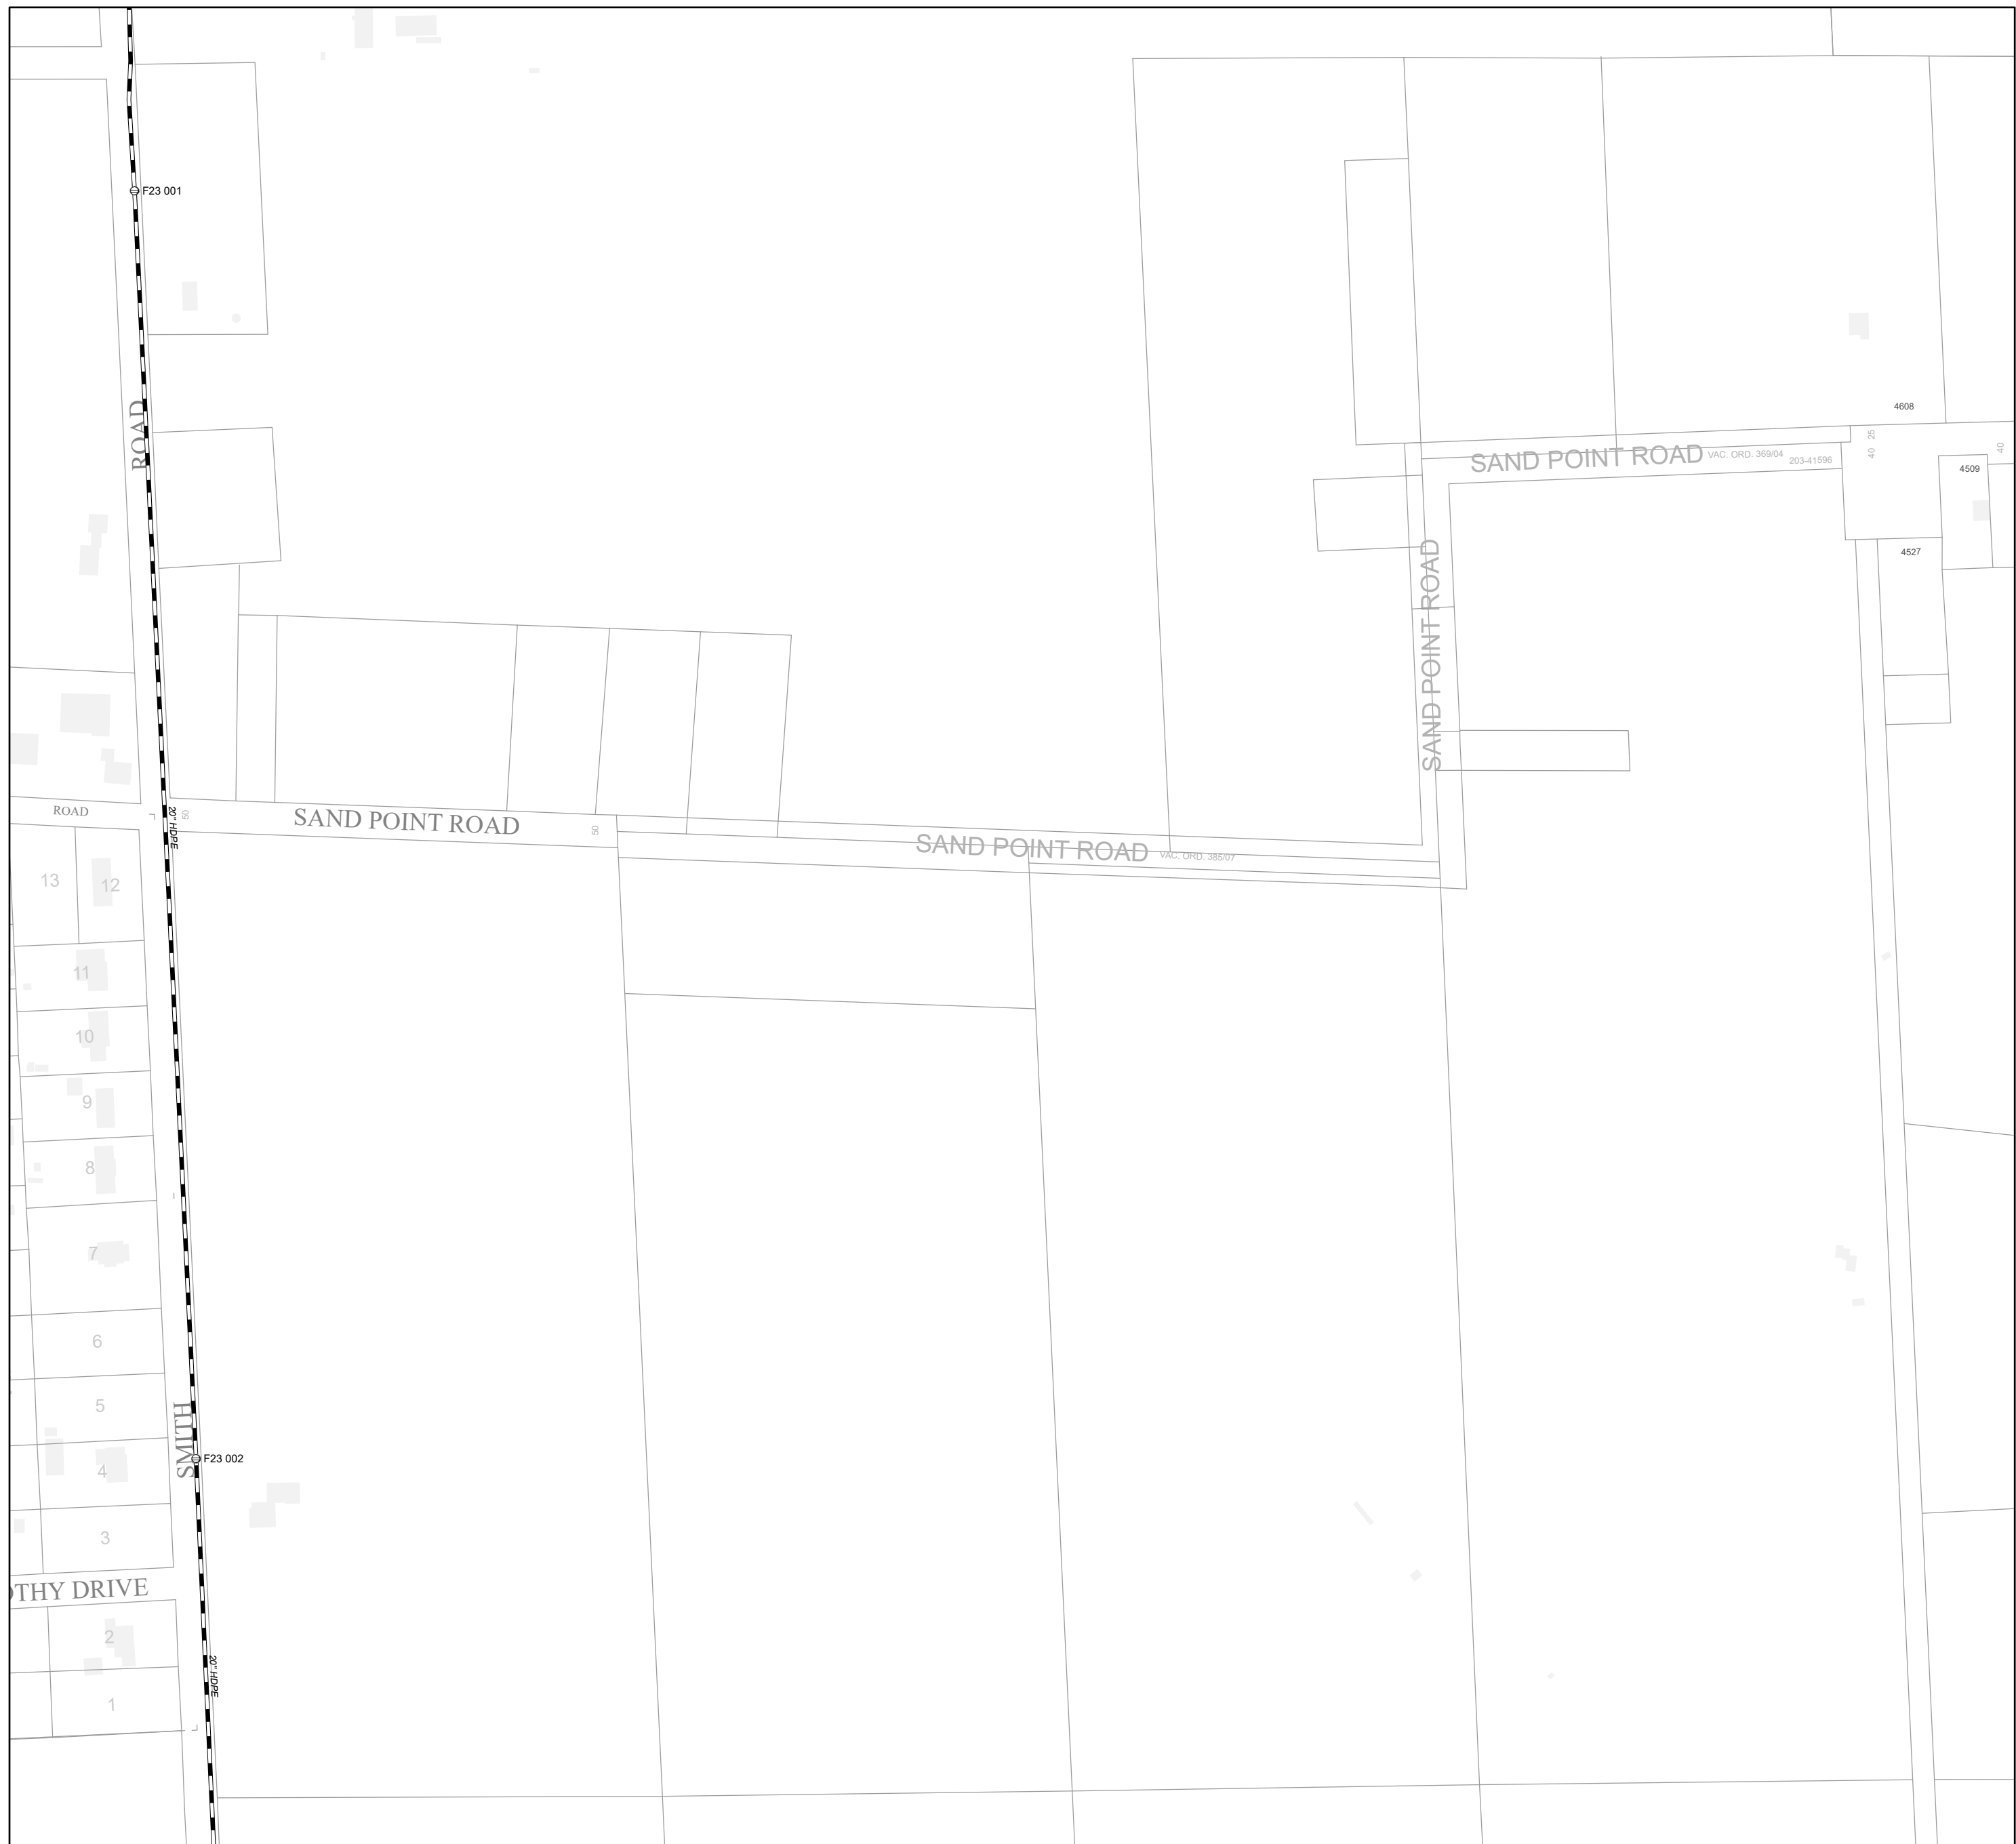 F23 001
ROAD
4608
40 25
40
SAND POINT ROAD
VAC. ORD. 369/04
203-41596
4509
4527
SAND POINT ROAD
ROAD
20" HDPE
50
SAND POINT ROAD
50
SAND POINT ROAD
VAC. ORD. 385/07
13
12
11
10
9
8
7
6
5
SMITH
F23 002
4
3
OTHY DRIVE
2
20" HDPE
1